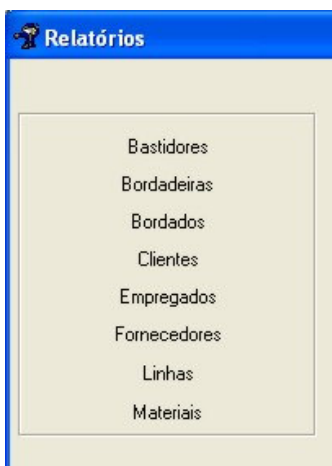 Relatórios
Bastidores
Bordadeiras
Bordados
Clientes
Empregados
Fornecedores
Linhas
Materiais